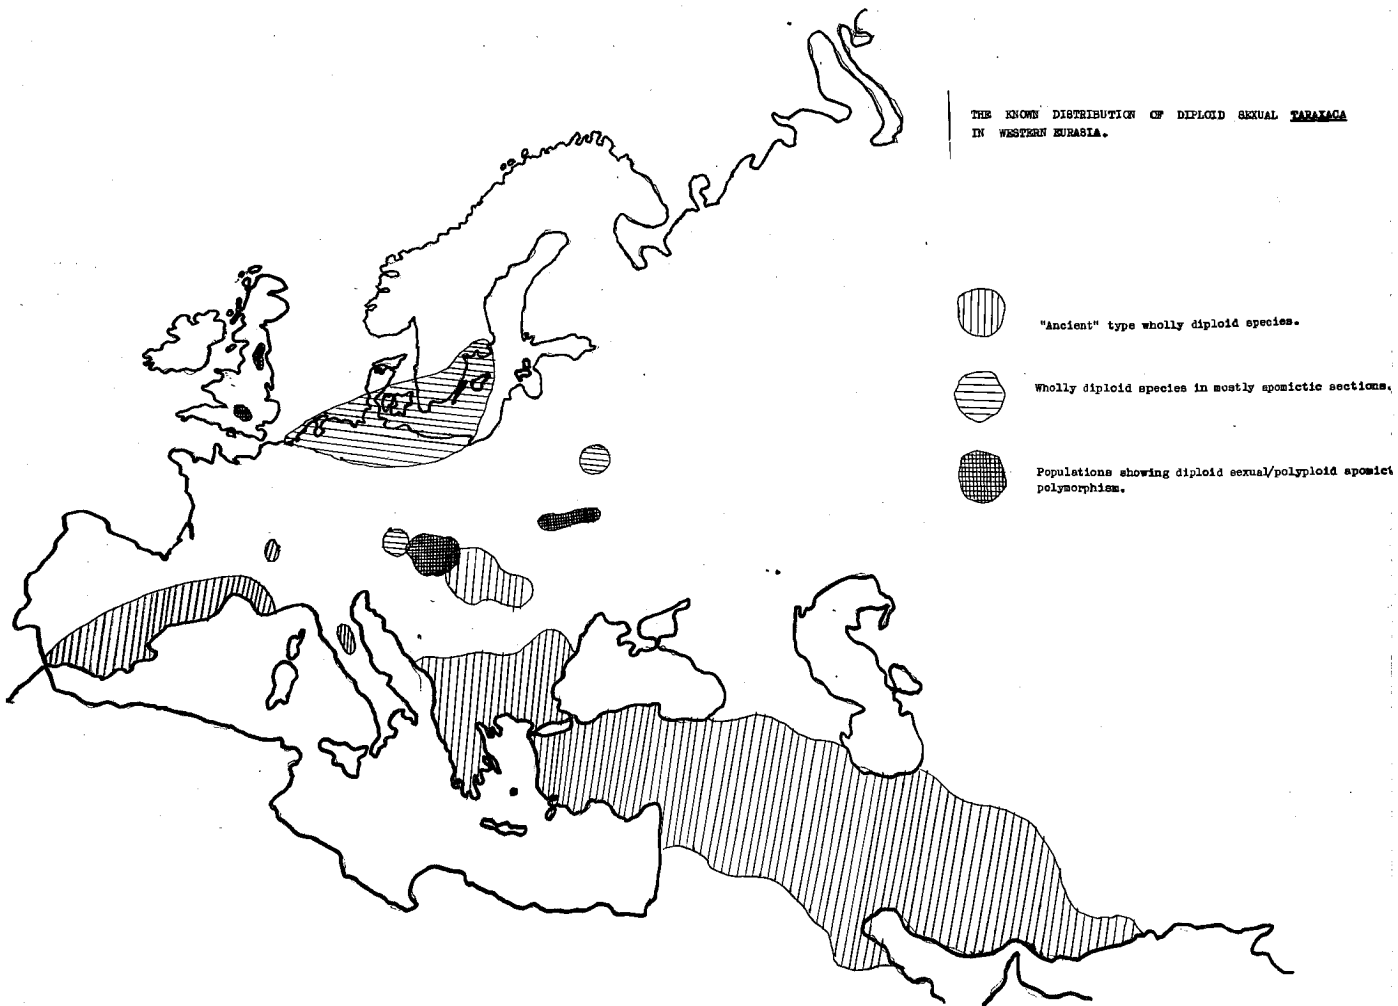 THE KNOWN DISTRIBUTION OF DIPLOID SEXUAL TARAXACA
IN WESTERN EURASIA.
"Ancient" type wholly diploid species.
Wholly diploid species in mostly apomictic sections.
Populations showing diploid sexual/polyploid apomict
polymorphism.